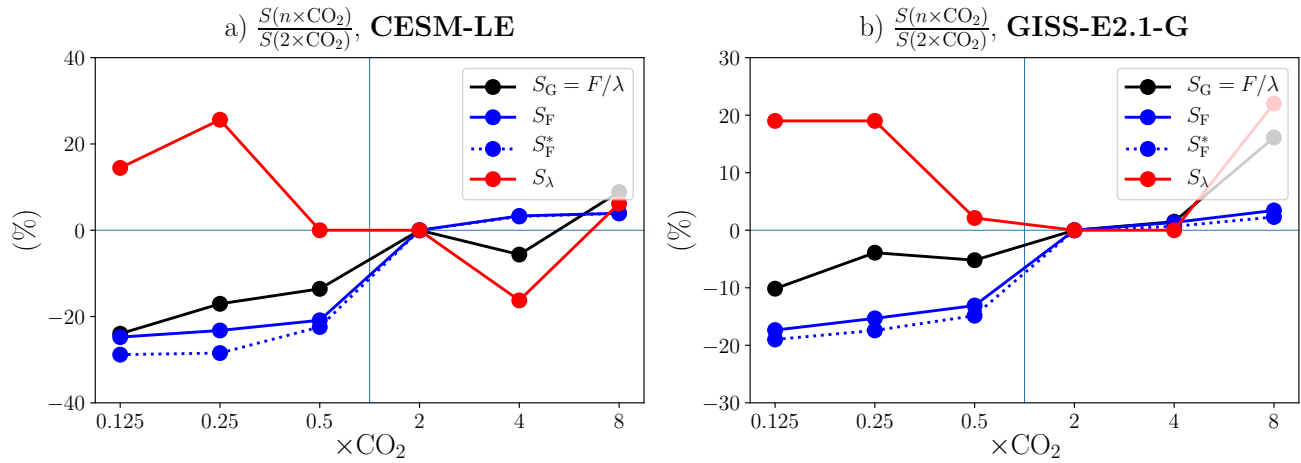 a) S(n×CO₂)/S(2×CO₂), CESM-LE
40
20
0
−20
−40
(%)
0.125 0.25 0.5 2 4 8
×CO₂
S_G = F/λ
S_F
S*_F
S_λ
b) S(n×CO₂)/S(2×CO₂), GISS-E2.1-G
30
20
10
0
−10
−20
−30
(%)
0.125 0.25 0.5 2 4 8
×CO₂
S_G = F/λ
S_F
S*_F
S_λ